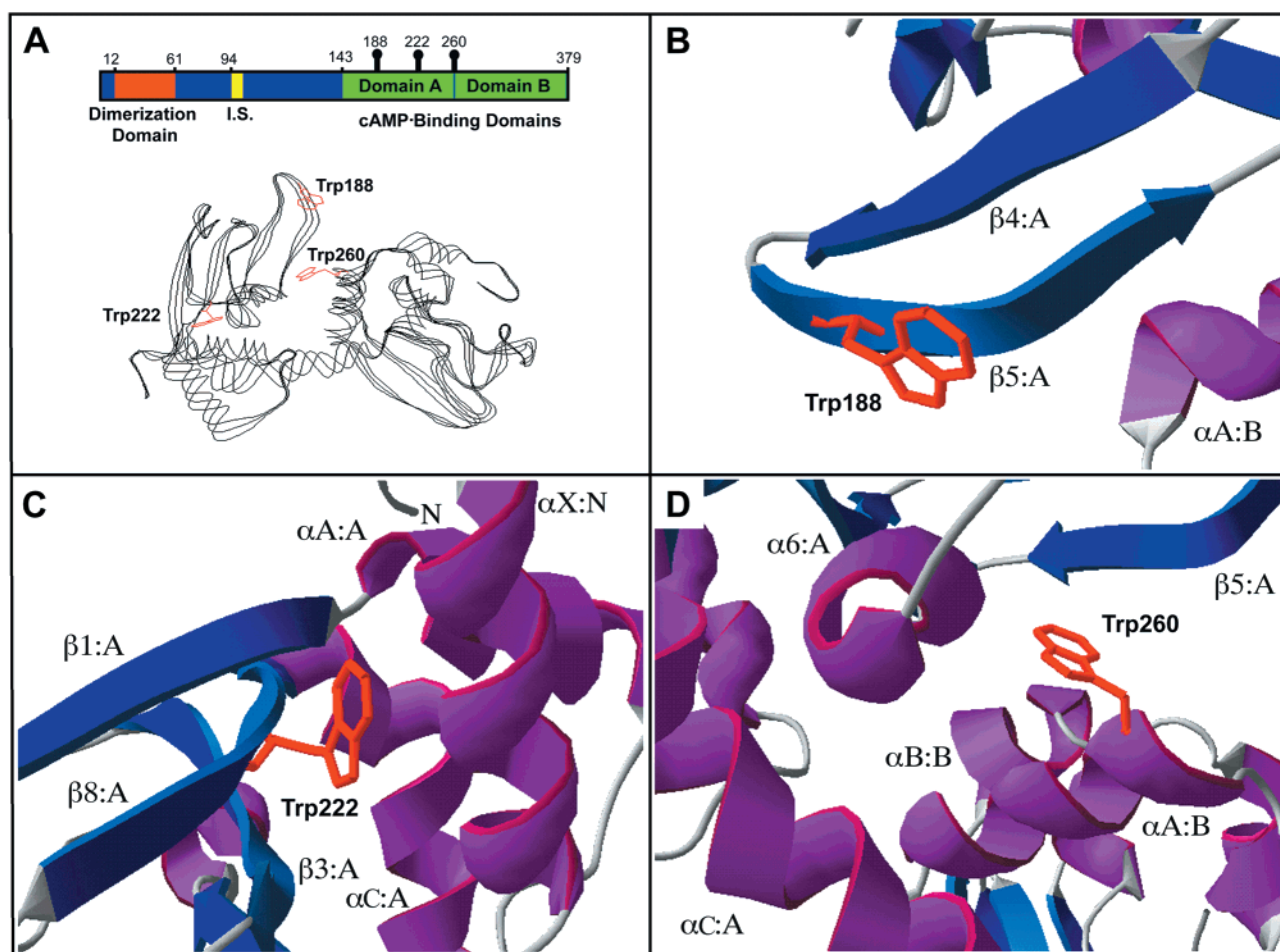 A
12 61 94 143 188 222 260 379
Domain A Domain B
Dimerization
Domain
I.S.
cAMP·Binding Domains
Trp188
Trp260
Trp222
B
β4:A
β5:A
Trp188
αA:B
C
N
αX:N
αA:A
β1:A
β8:A
Trp222
β3:A
αC:A
D
α6:A
β5:A
Trp260
αB:B
αA:B
αC:A